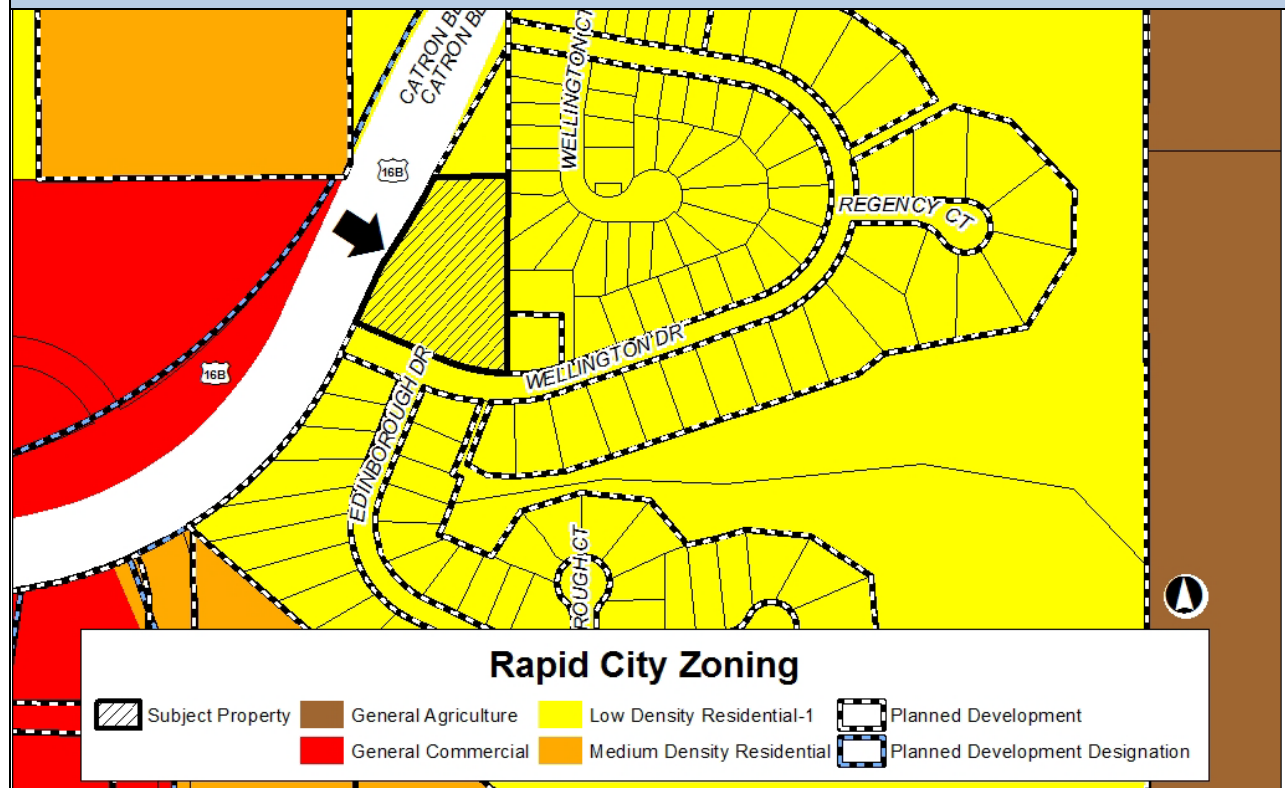 CATRON BL
CATRON BL
WELLINGTON CT
16B
REGENCY CT
WELLINGTON DR
16B
EDINBOROUGH DR
ROUGH CT
Rapid City Zoning
Subject Property
General Agriculture
Low Density Residential-1
Planned Development
General Commercial
Medium Density Residential
Planned Development Designation